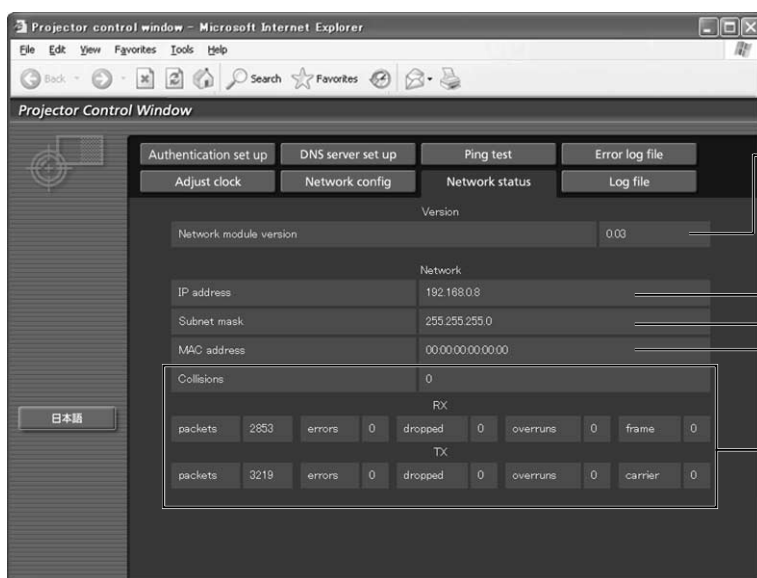 Projector control window - Microsoft Internet Explorer
File Edit View Favorites Tools Help
Back Search Favorites
Projector Control Window
Authentication set up DNS server set up Ping test Error log file
Adjust clock Network config Network status Log file
Version
Network module version 0.03
Network
IP address 192.168.0.8
Subnet mask 255.255.255.0
MAC address 00:00:00:00:00:00
Collisions 0
RX
packets 2853 errors 0 dropped 0 overruns 0 frame 0
TX
packets 3219 errors 0 dropped 0 overruns 0 carrier 0
日本語